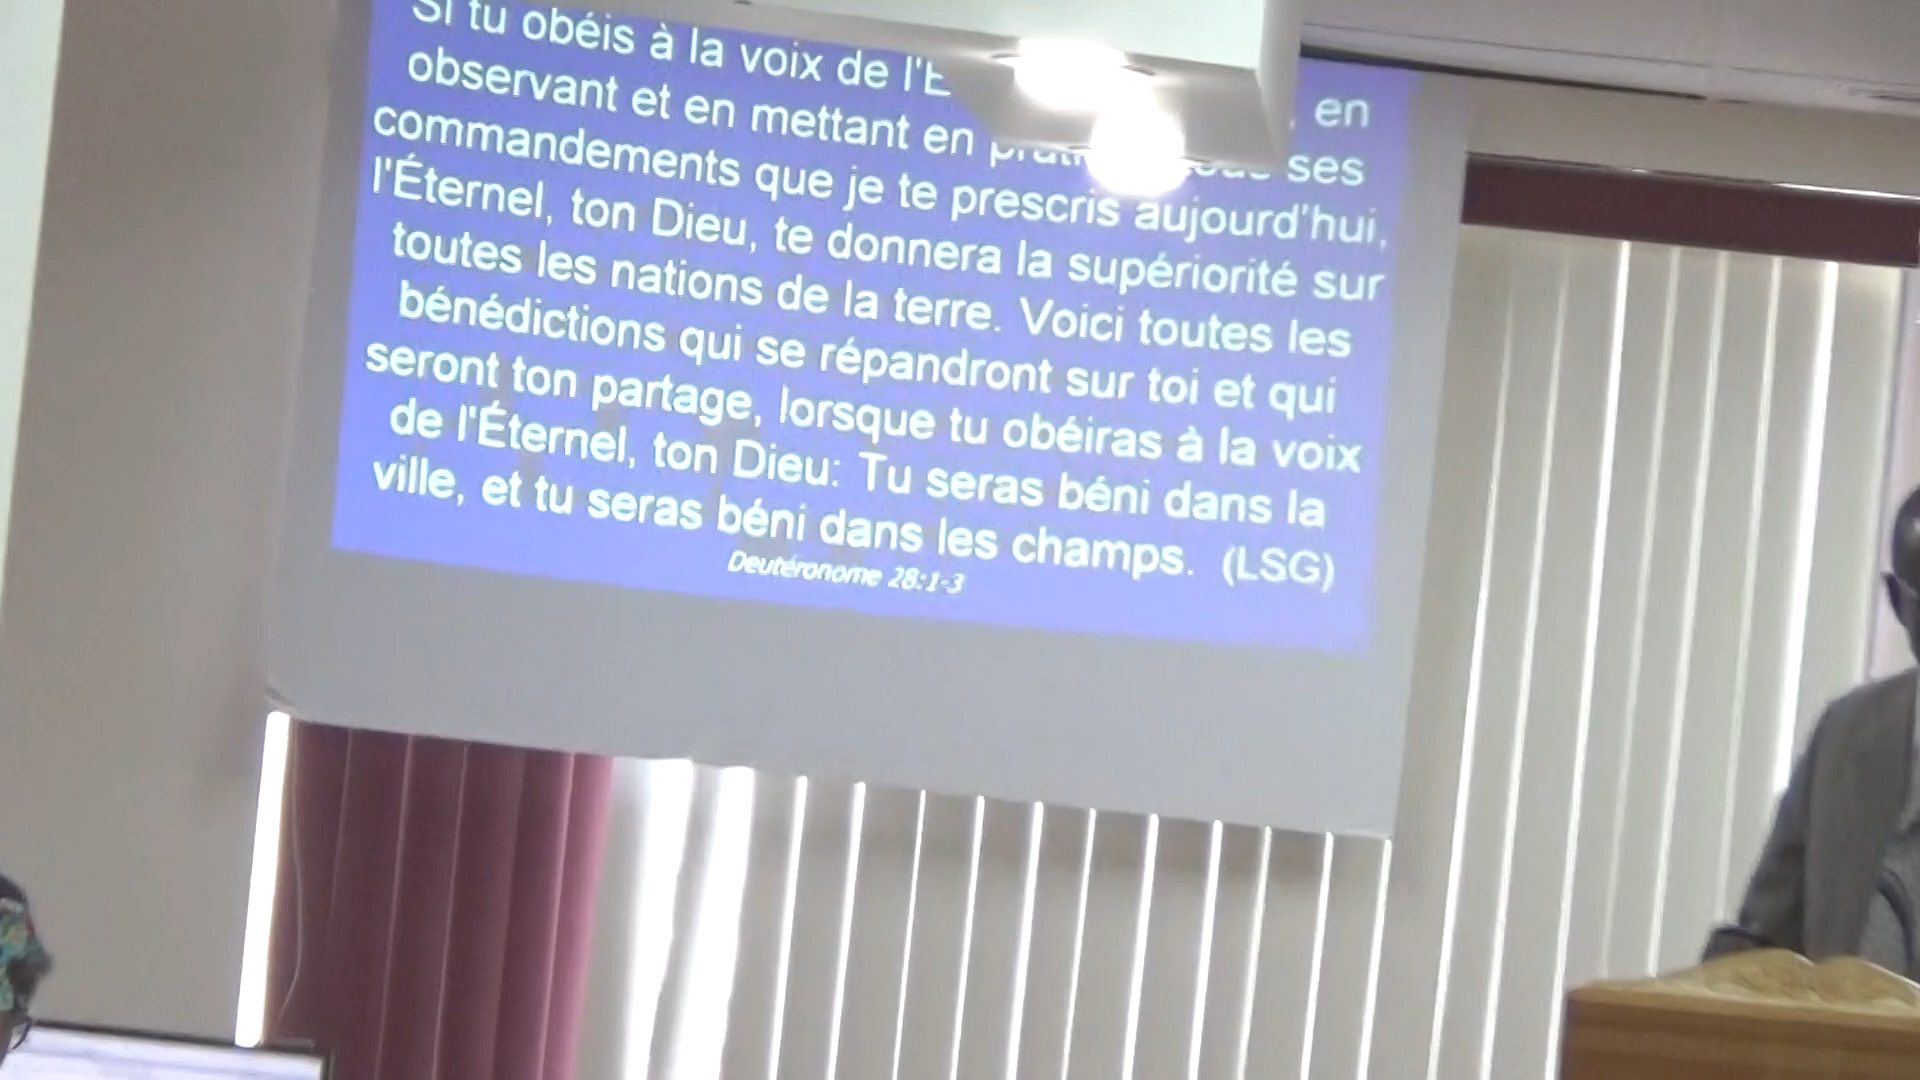 Si tu obéis à la voix de l'É , en
observant et en mettant en ses
commandements que je te prescris aujourd'hui,
l'Éternel, ton Dieu, te donnera la supériorité sur
toutes les nations de la terre. Voici toutes les
bénédictions qui se répandront sur toi et qui
seront ton partage, lorsque tu obéiras à la voix
de l'Éternel, ton Dieu: Tu seras béni dans la
ville, et tu seras béni dans les champs. (LSG)
Deutéronome 28:1-3